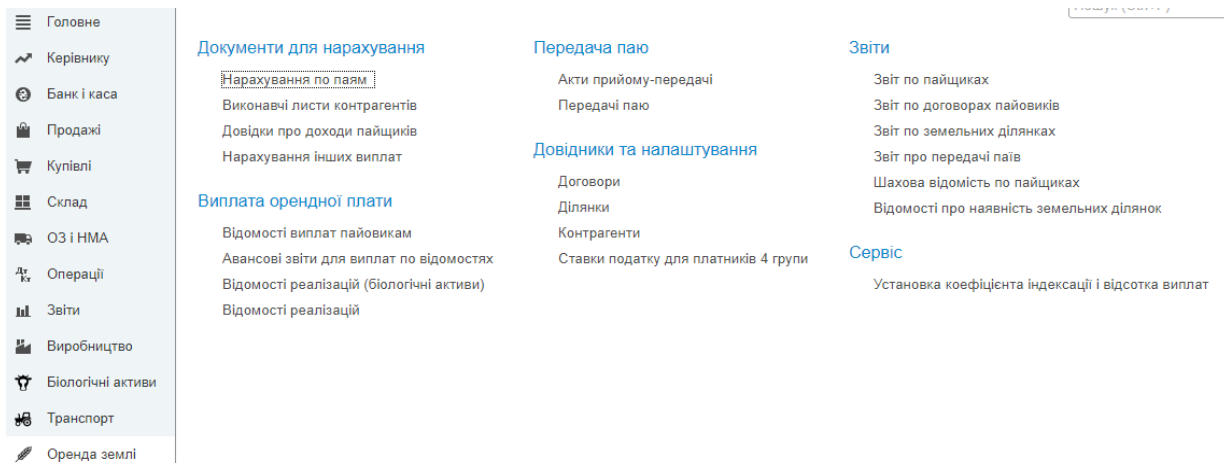 Головне
Керівнику
Банк і каса
Продажі
Купівлі
Склад
ОЗ і НМА
Дт Кт Операції
Звіти
Виробництво
Біологічні активи
Транспорт
Оренда землі
Документи для нарахування
Нарахування по паям
Виконавчі листи контрагентів
Довідки про доходи пайщиків
Нарахування інших виплат
Виплата орендної плати
Відомості виплат пайовикам
Авансові звіти для виплат по відомостях
Відомості реалізацій (біологічні активи)
Відомості реалізацій
Передача паю
Акти прийому-передачі
Передачі паю
Довідники та налаштування
Договори
Ділянки
Контрагенти
Ставки податку для платників 4 групи
Звіти
Звіт по пайщиках
Звіт по договорах пайовиків
Звіт по земельних ділянках
Звіт про передачі паїв
Шахова відомість по пайщиках
Відомості про наявність земельних ділянок
Сервіс
Установка коефіцієнта індексації і відсотка виплат